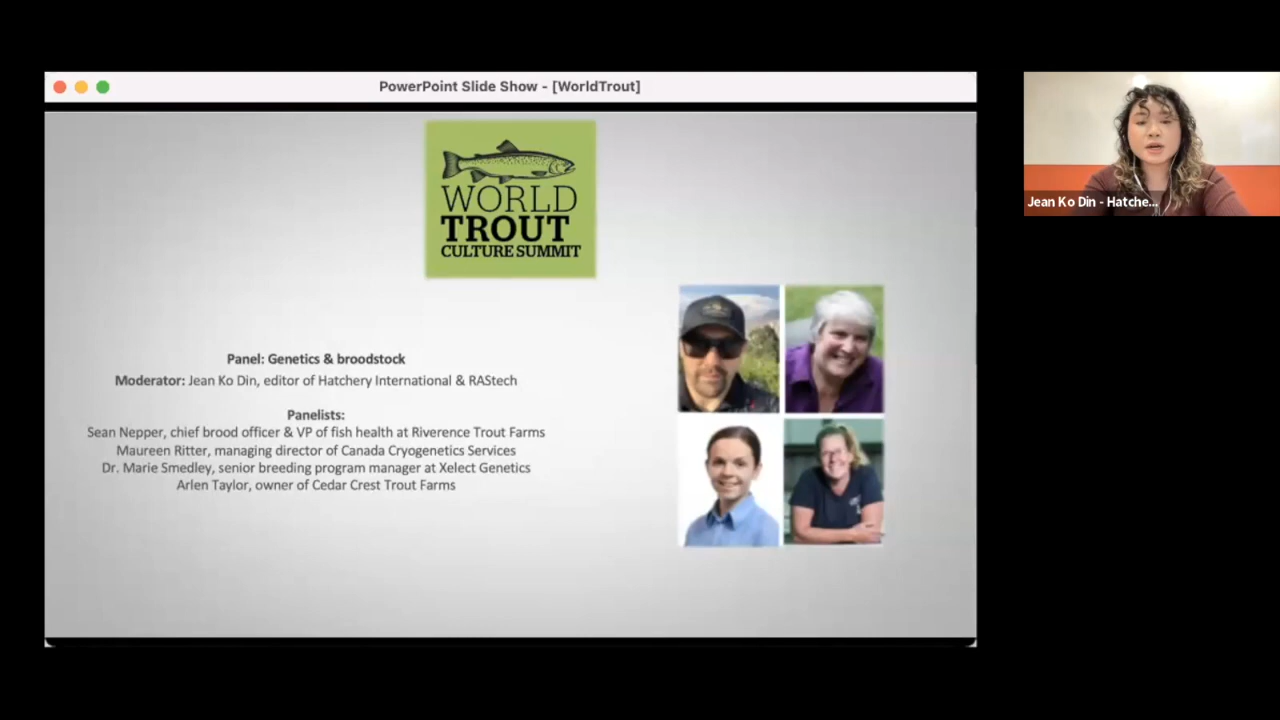 PowerPoint Slide Show - [WorldTrout]
WORLD
TROUT
CULTURE SUMMIT
Jean Ko Din - Hatche...
Panel: Genetics & broodstock
Moderator: Jean Ko Din, editor of Hatchery International & RAStech
Panelists:
Sean Nepper, chief brood officer & VP of fish health at Riverence Trout Farms
Maureen Ritter, managing director of Canada Cryogenetics Services
Dr. Marie Smedley, senior breeding program manager at Xelect Genetics
Arlen Taylor, owner of Cedar Crest Trout Farms